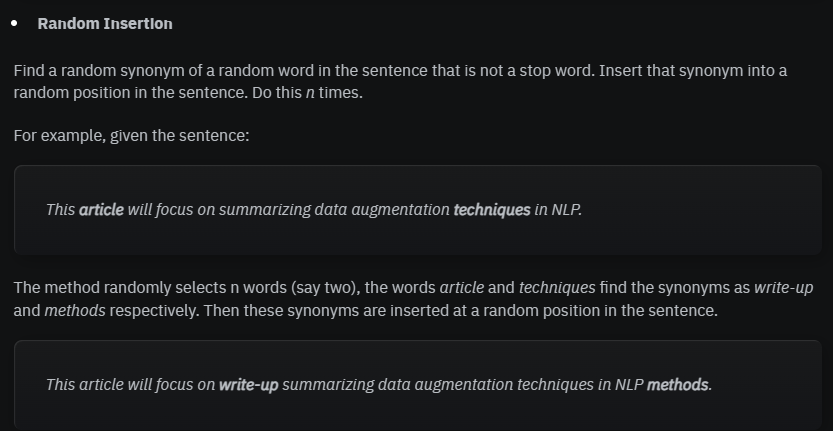 • Random Insertion
Find a random synonym of a random word in the sentence that is not a stop word. Insert that synonym into a
random position in the sentence. Do this n times.
For example, given the sentence:
This article will focus on summarizing data augmentation techniques in NLP.
The method randomly selects n words (say two), the words article and techniques find the synonyms as write-up
and methods respectively. Then these synonyms are inserted at a random position in the sentence.
This article will focus on write-up summarizing data augmentation techniques in NLP methods.